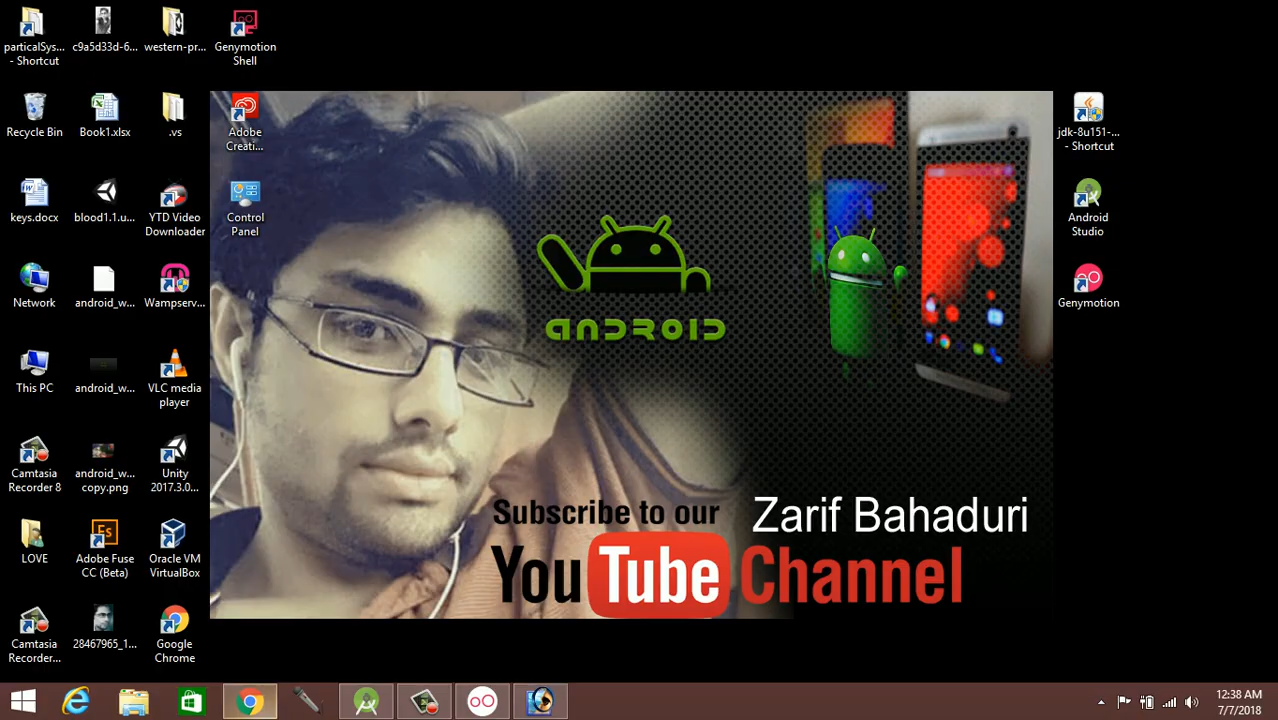 particalSys...
- Shortcut
c9a5d33d-6...
western-pr...
Genymotion
Shell
Recycle Bin
Book1.xlsx
.vs
Adobe
Creati...
keys.docx
blood1.1.u...
YTD Video
Downloader
Control
Panel
Network
android_w...
Wampserv...
This PC
android_w...
VLC media
player
Camtasia
Recorder 8
android_w...
copy.png
Unity
2017.3.0...
LOVE
Adobe Fuse
CC (Beta)
Oracle VM
VirtualBox
Camtasia
Recorder...
28467965_1...
Google
Chrome
jdk-8u151-...
- Shortcut
Android
Studio
Genymotion
ANDROID
Subscribe to our
Zarif Bahaduri
YouTube Channel
12:38 AM
7/7/2018